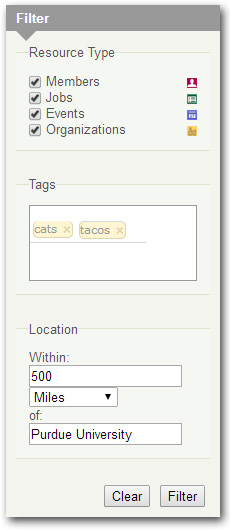 Filter
Resource Type
Members
Jobs
Events
Organizations
Tags
cats × tacos ×
Location
Within:
500
Miles
of:
Purdue University
Clear Filter